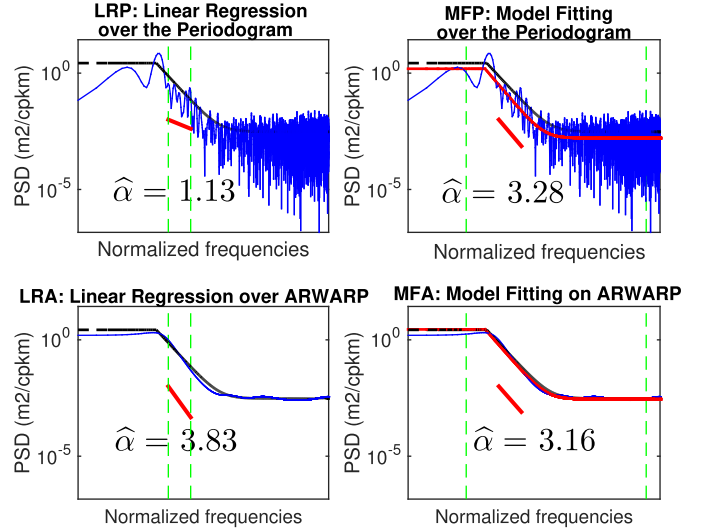 LRP: Linear Regression
over the Periodogram
PSD (m2/cpkm)
10^0
10^-5
α̂ = 1.13
Normalized frequencies
MFP: Model Fitting
over the Periodogram
PSD (m2/cpkm)
10^0
10^-5
α̂ = 3.28
Normalized frequencies
LRA: Linear Regression over ARWARP
PSD (m2/cpkm)
10^0
10^-5
α̂ = 3.83
Normalized frequencies
MFA: Model Fitting on ARWARP
PSD (m2/cpkm)
10^0
10^-5
α̂ = 3.16
Normalized frequencies